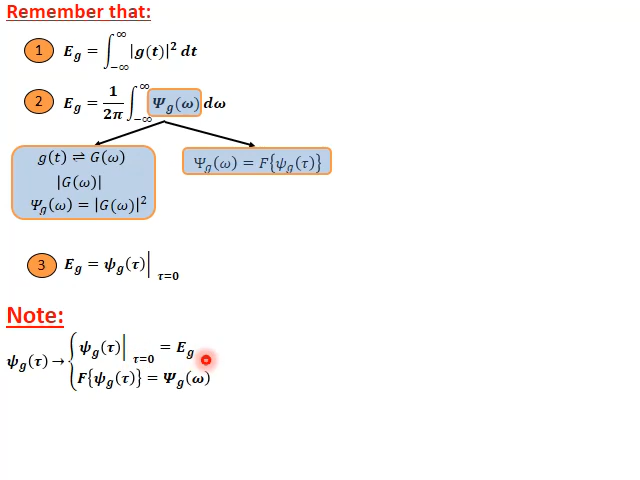 Remember that:
1 E_g = ∫_{−∞}^{∞} |g(t)|² dt
2 E_g = 1/2π ∫_{−∞}^{∞} Ψ_g(ω) dω
g(t) ⇌ G(ω)
|G(ω)|
Ψ_g(ω) = |G(ω)|²
Ψ_g(ω) = F{ψ_g(τ)}
3 E_g = ψ_g(τ)| τ=0
Note:
ψ_g(τ) → { ψ_g(τ)| τ=0 = E_g
F{ψ_g(τ)} = Ψ_g(ω)